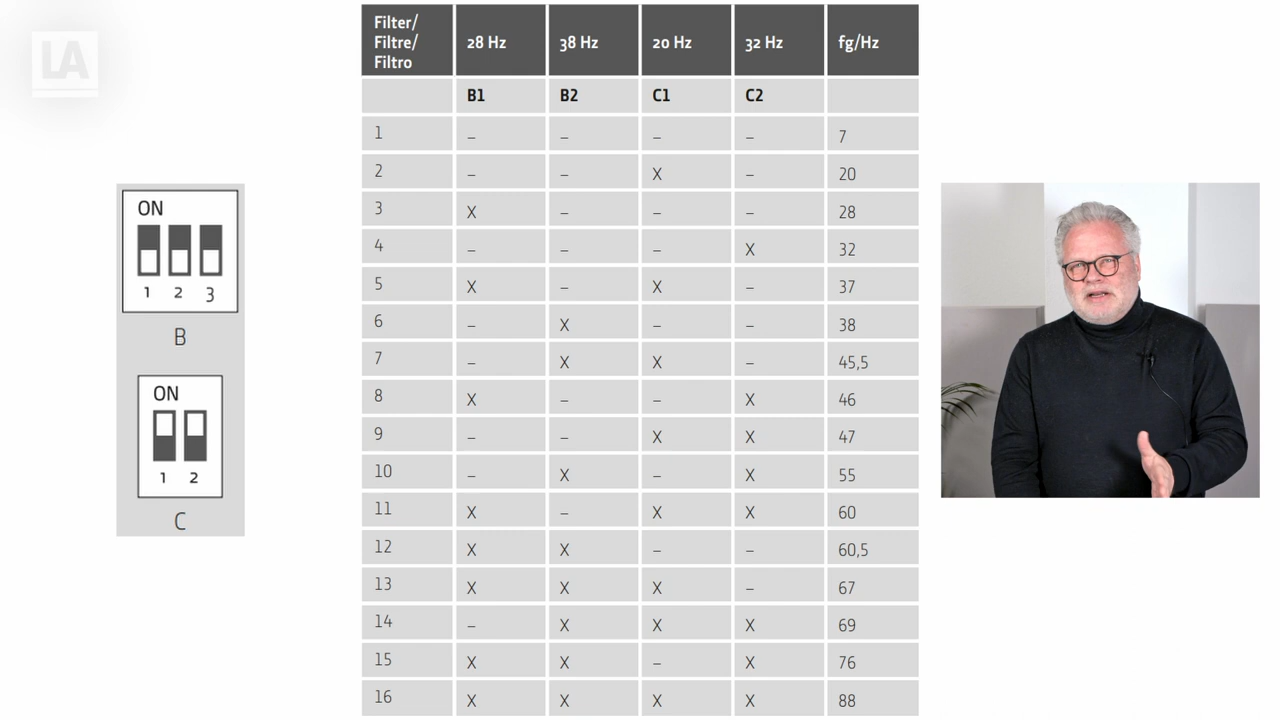 LA
ON
1 2 3
B
ON
1 2
C
Filter/
Filtre/
Filtro
28 Hz 38 Hz 20 Hz 32 Hz fg/Hz
B1 B2 C1 C2
1 – – – – 7
2 – – X – 20
3 X – – – 28
4 – – – X 32
5 X – X – 37
6 – X – – 38
7 – X X – 45,5
8 X – – X 46
9 – – X X 47
10 – X – X 55
11 X – X X 60
12 X X – – 60,5
13 X X X – 67
14 – X X X 69
15 X X – X 76
16 X X X X 88